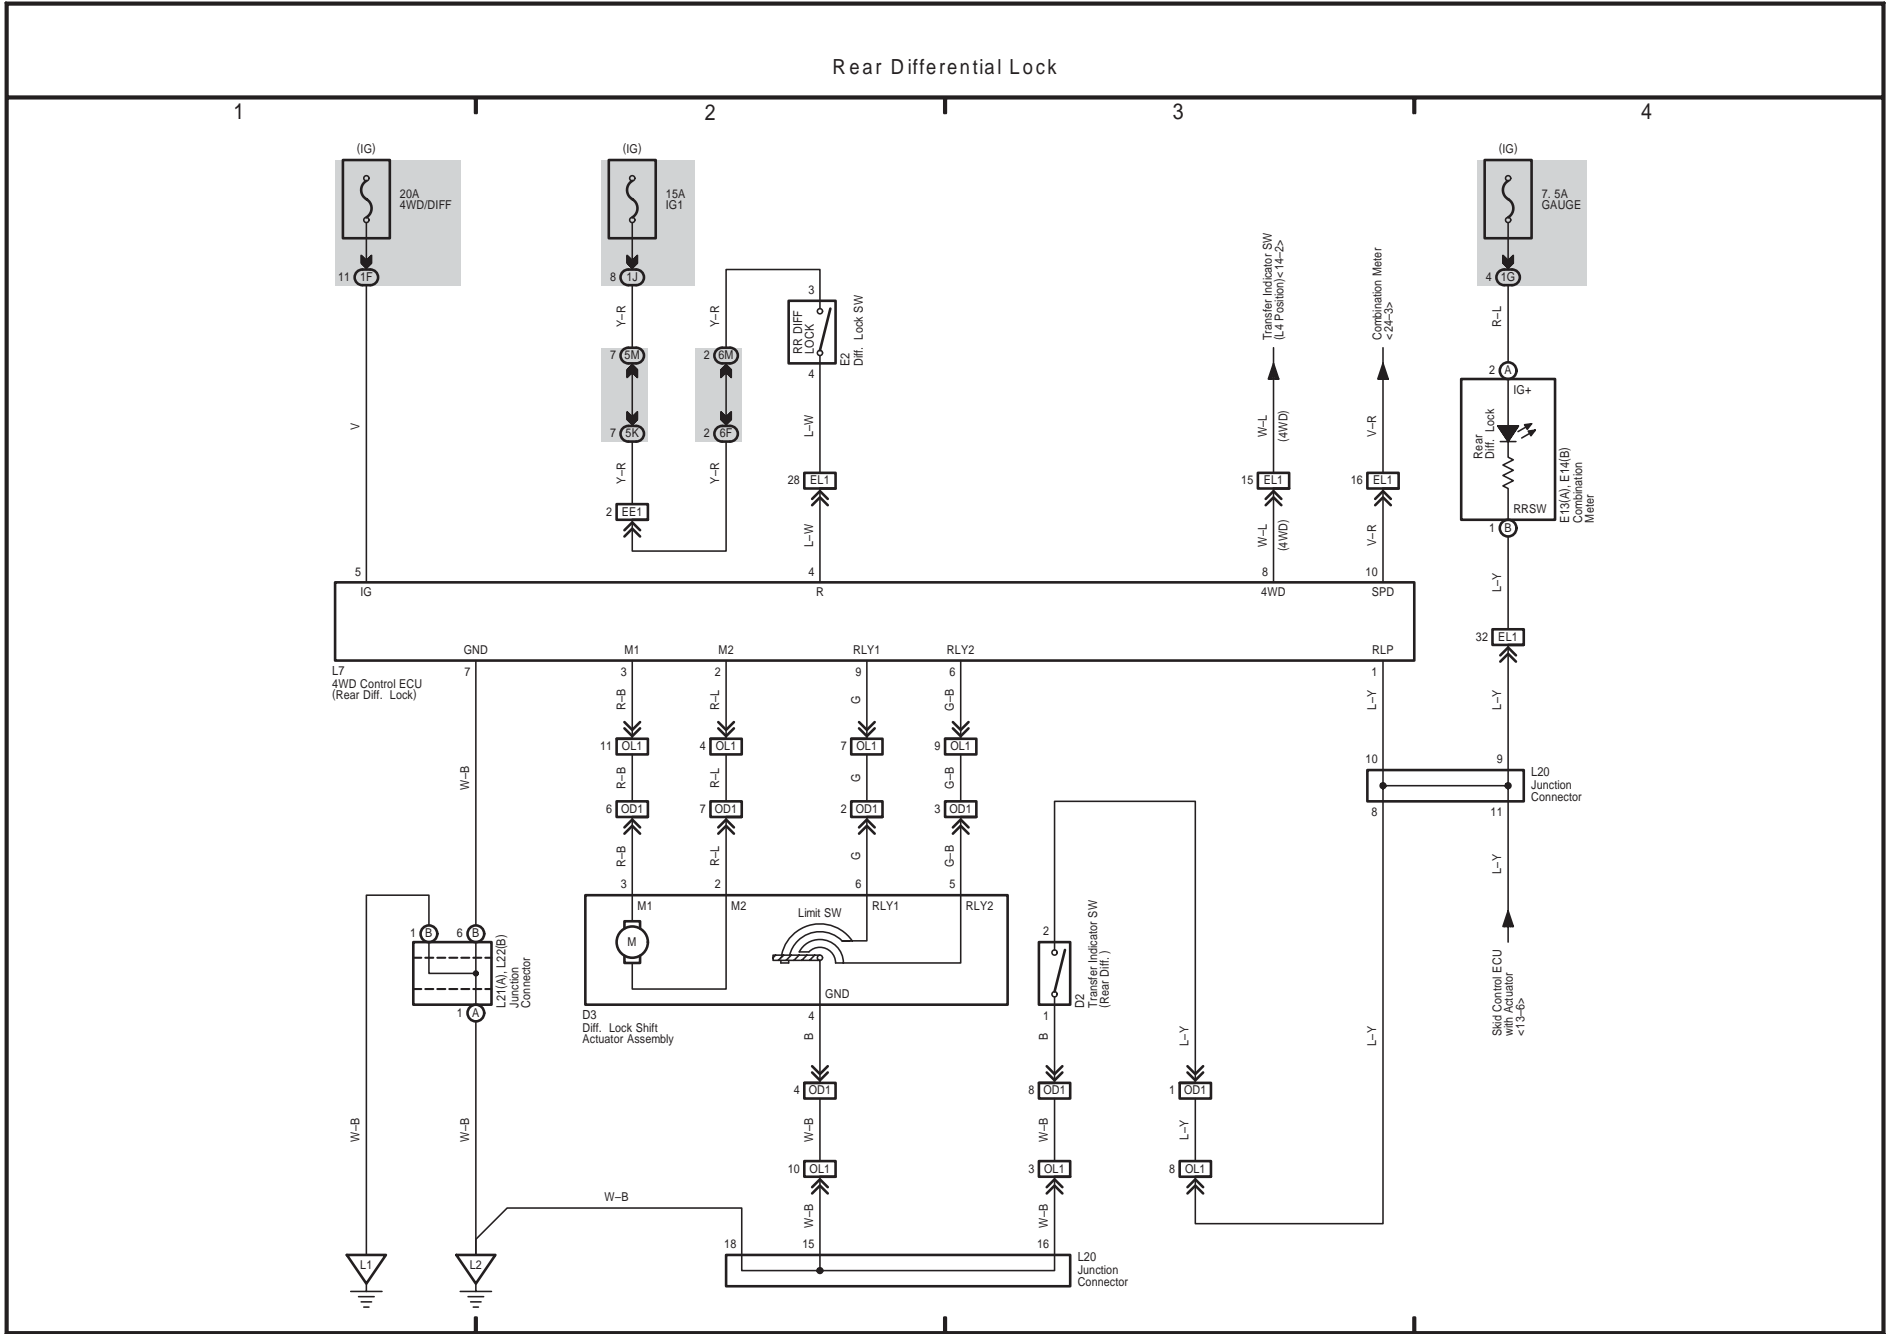 Rear Differential Lock
1 2 3 4
(IG)
20A
4WD/DIFF
11 1F
V
5
IG
(IG)
15A
IG1
8 1J
Y–R
7 5M
7 5K
Y–R
2 EE1
Y–R
2 6M
2 6F
Y–R
3
RR DIFF
LOCK
E2
Diff. Lock SW
4
L–W
28 EL1
L–W
4
R
Transfer Indicator SW
(L4 Position)<14–2>
W–L
(4WD)
15 EL1
W–L
(4WD)
8
4WD
Combination Meter
<24–3>
V–R
16 EL1
V–R
10
SPD
(IG)
7. 5A
GAUGE
4 1G
R–L
2 A
IG+
Rear
Diff. Lock
RRSW
E13(A), E14(B)
Combination
Meter
1 B
L–Y
32 EL1
L–Y
L7
4WD Control ECU
(Rear Diff. Lock)
GND
7
W–B
M1
3
R–B
11 OL1
R–B
6 OD1
R–B
3
M1
M
M2
2
R–L
4 OL1
R–L
7 OD1
R–L
2
M2
RLY1
9
G
7 OL1
G
2 OD1
G
6
RLY1
RLY2
6
G–B
9 OL1
G–B
3 OD1
G–B
5
RLY2
Limit SW
GND
D3
Diff. Lock Shift
Actuator Assembly
4
B
4 OD1
W–B
10 OL1
W–B
15
RLP
1
L–Y
10
9
L20
Junction
Connector
8
11
L–Y
L–Y
Skid Control ECU
with Actuator
<13–6>
2
D2
Transfer Indicator SW
(Rear Diff. )
1
B
8 OD1
W–B
3 OL1
W–B
16
L–Y
1 OD1
L–Y
8 OL1
1 B
6 B
L21(A), L22(B)
Junction
Connector
1 A
W–B
W–B
W–B
18
L20
Junction
Connector
L1
L2